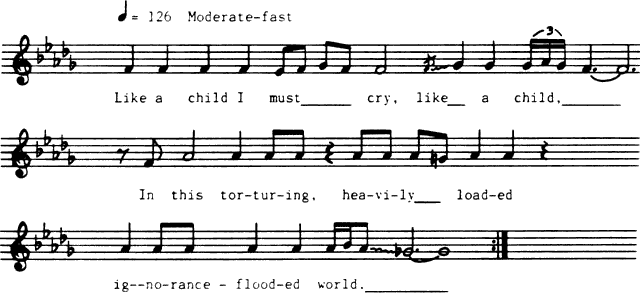 ♩= 126 Moderate-fast
3
Like a child I must______ cry, like__ a child,_______
In this tor-tur-ing, hea-vi-ly___ load-ed
ig--no-rance - flood-ed world.__________